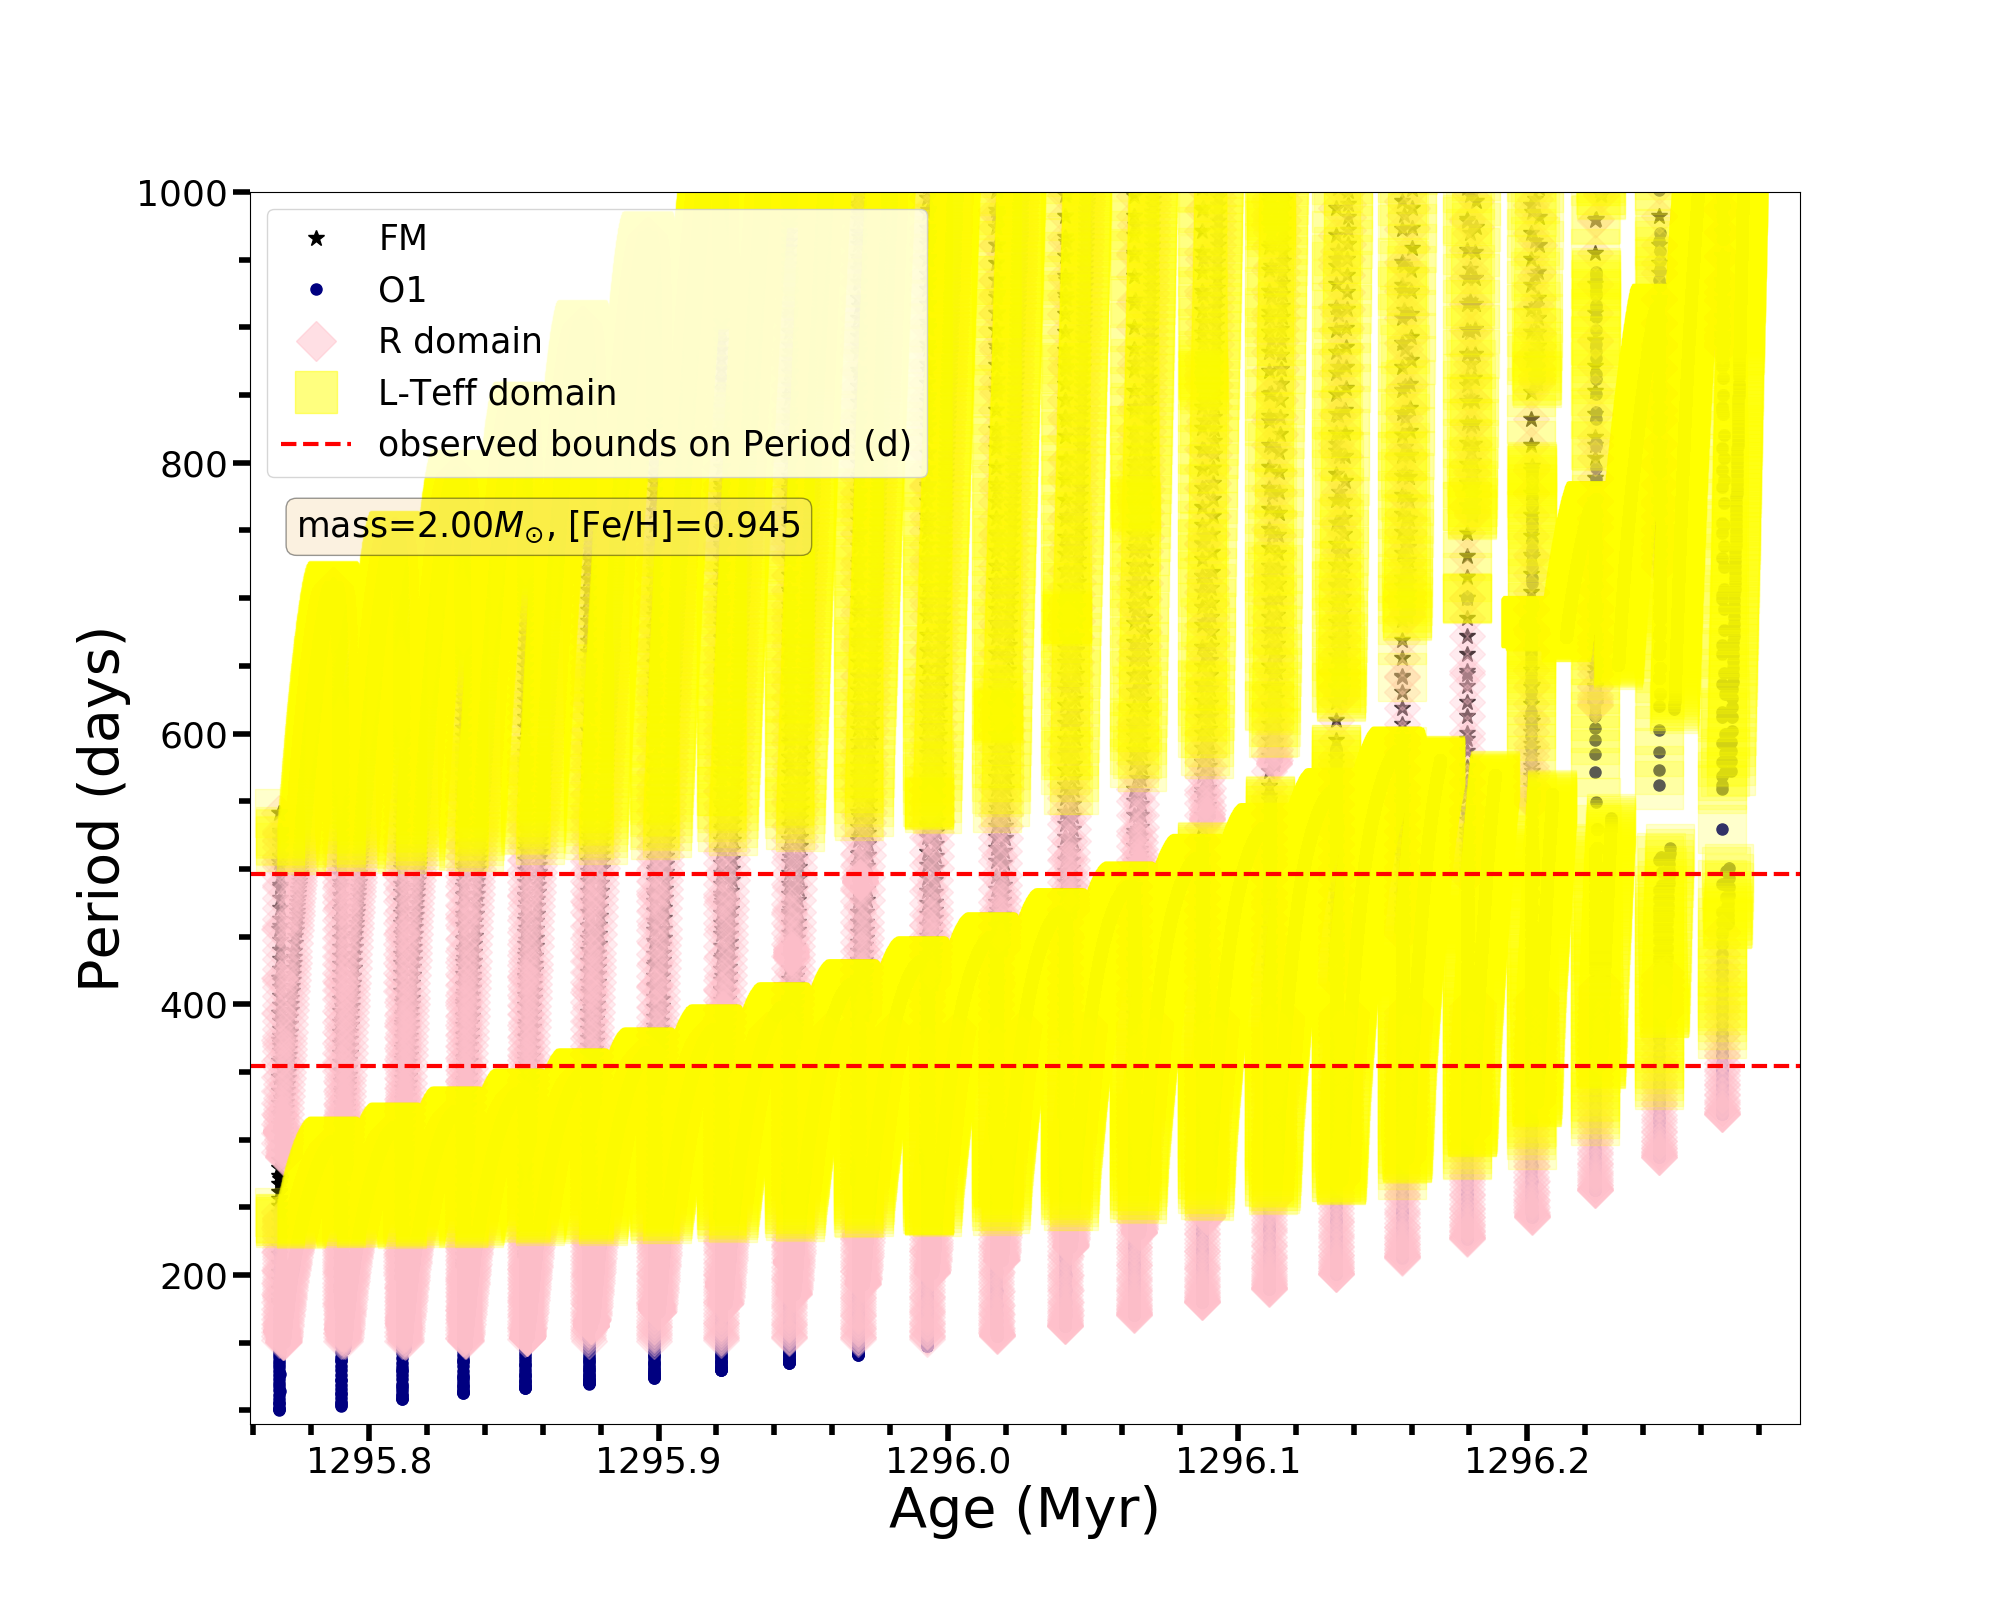 1000
800
600
400
200
Period (days)
FM
O1
R domain
L-Teff domain
observed bounds on Period (d)
mass=2.00M⊙, [Fe/H]=0.945
1295.8 1295.9 1296.0 1296.1 1296.2
Age (Myr)